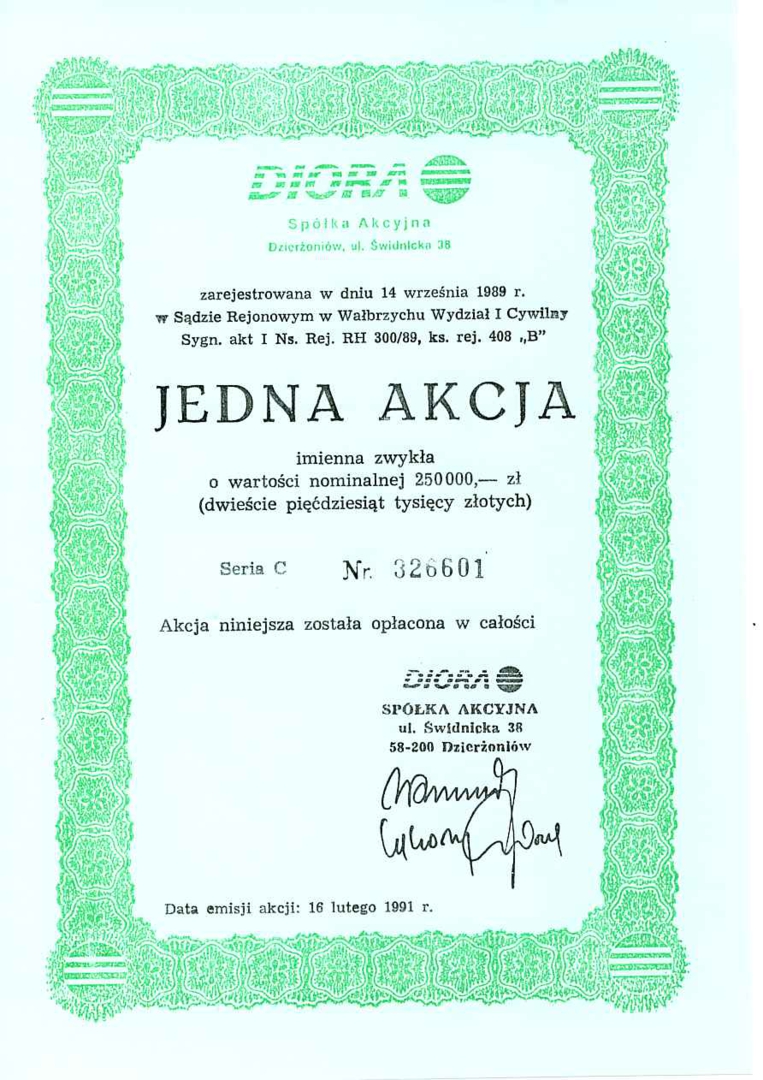 DIORA
Spółka Akcyjna
Dzierżoniów, ul. Świdnicka 38
zarejestrowana w dniu 14 września 1989 r.
w Sądzie Rejonowym w Wałbrzychu Wydział I Cywilny
Sygn. akt I Ns. Rej. RH 300/89, ks. rej. 408 „B”
JEDNA AKCJA
imienna zwykła
o wartości nominalnej 250000,— zł
(dwieście pięćdziesiąt tysięcy złotych)
Seria C Nr. 326601
Akcja niniejsza została opłacona w całości
DIORA
SPÓŁKA AKCYJNA
ul. Świdnicka 38
58-200 Dzierżoniów
Data emisji akcji: 16 lutego 1991 r.